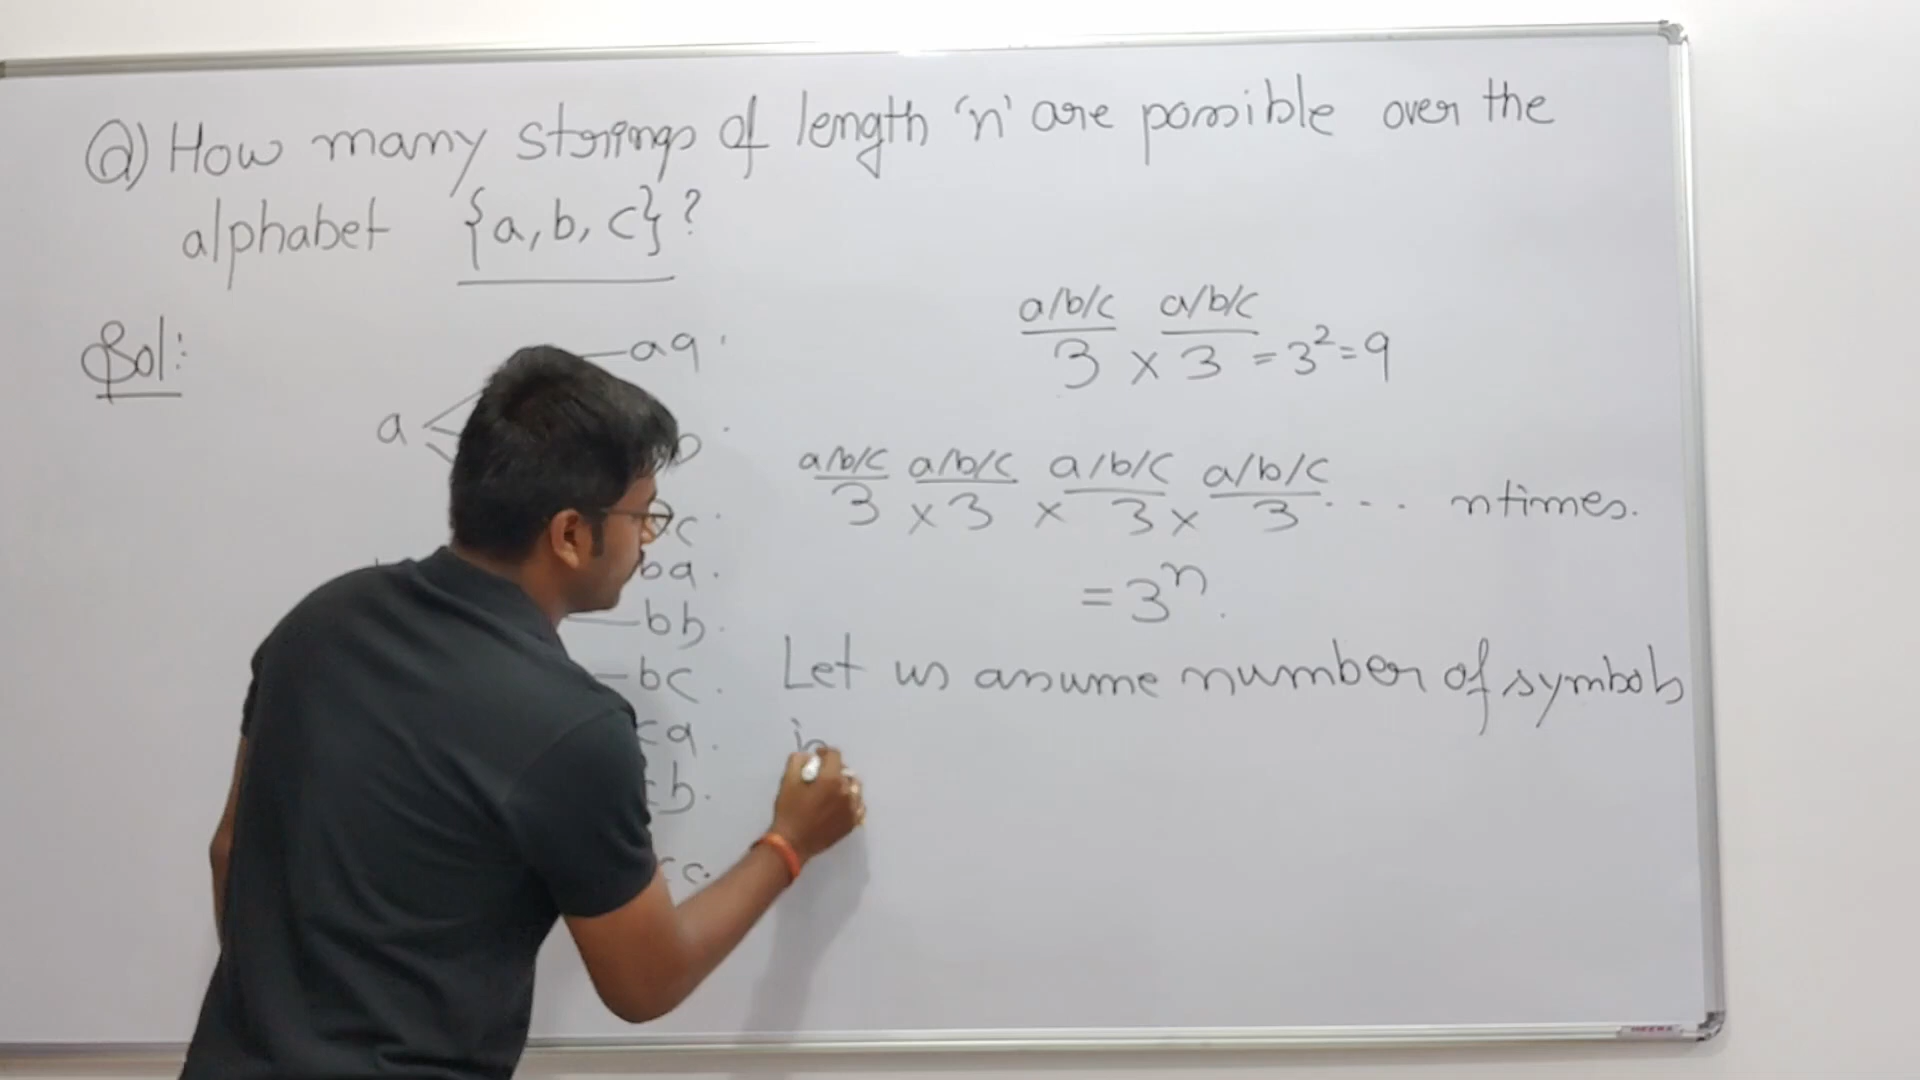 Q) How many strings of length 'n' are possible over the
alphabet {a, b, c}?
Sol:
a
aa
b
c
ba.
bb.
bc.
ca.
cb.
cc.
a/b/c a/b/c
3 × 3 = 3² = 9
a/b/c a/b/c a/b/c a/b/c
3 × 3 × 3 × 3 ... n times.
= 3ⁿ.
Let us assume number of symbols
is